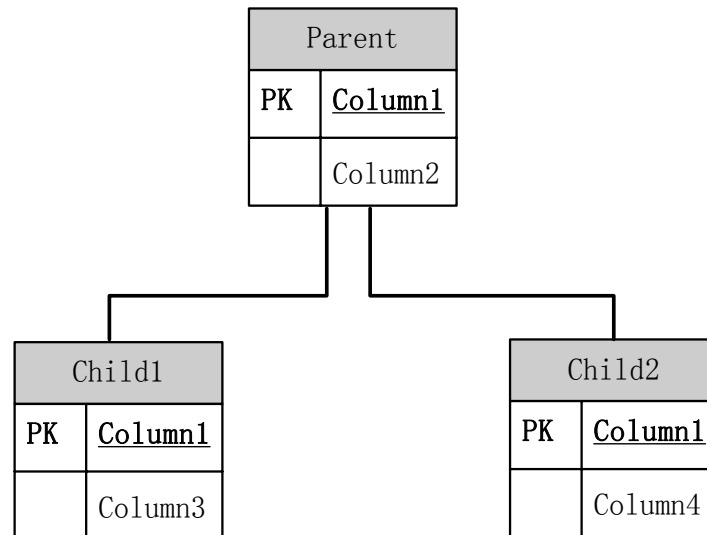 Parent
PK Column1
Column2
Child1
PK Column1
Column3
Child2
PK Column1
Column4